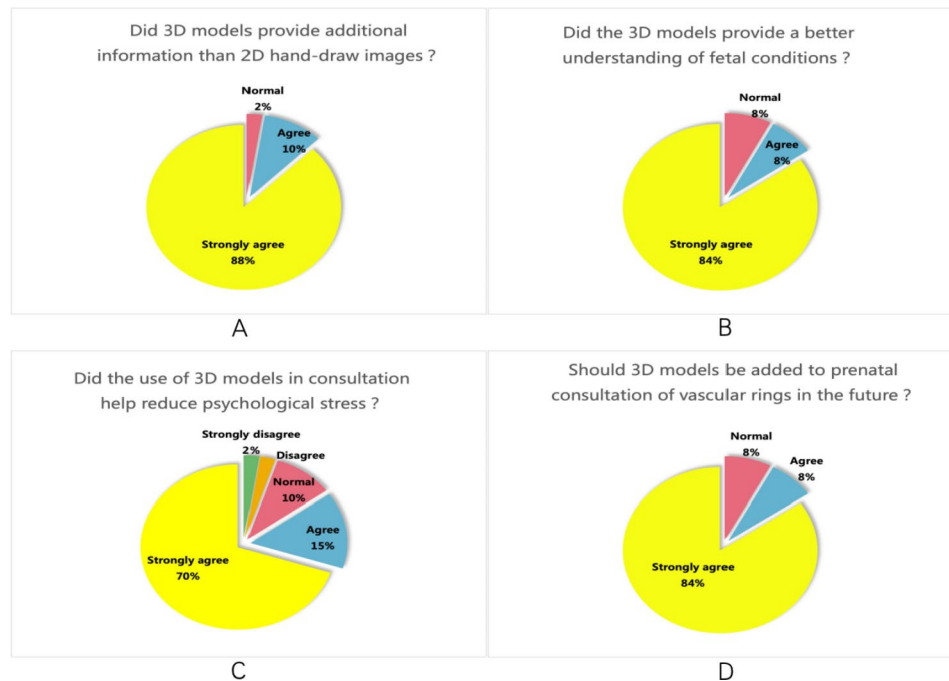 Did 3D models provide additional
information than 2D hand-draw images ?
Normal
2%
Agree
10%
Strongly agree
88%
A
Did the 3D models provide a better
understanding of fetal conditions ?
Normal
8%
Agree
8%
Strongly agree
84%
B
Did the use of 3D models in consultation
help reduce psychological stress ?
Strongly disagree
2%
Disagree
Normal
10%
Agree
15%
Strongly agree
70%
C
Should 3D models be added to prenatal
consultation of vascular rings in the future ?
Normal
8%
Agree
8%
Strongly agree
84%
D